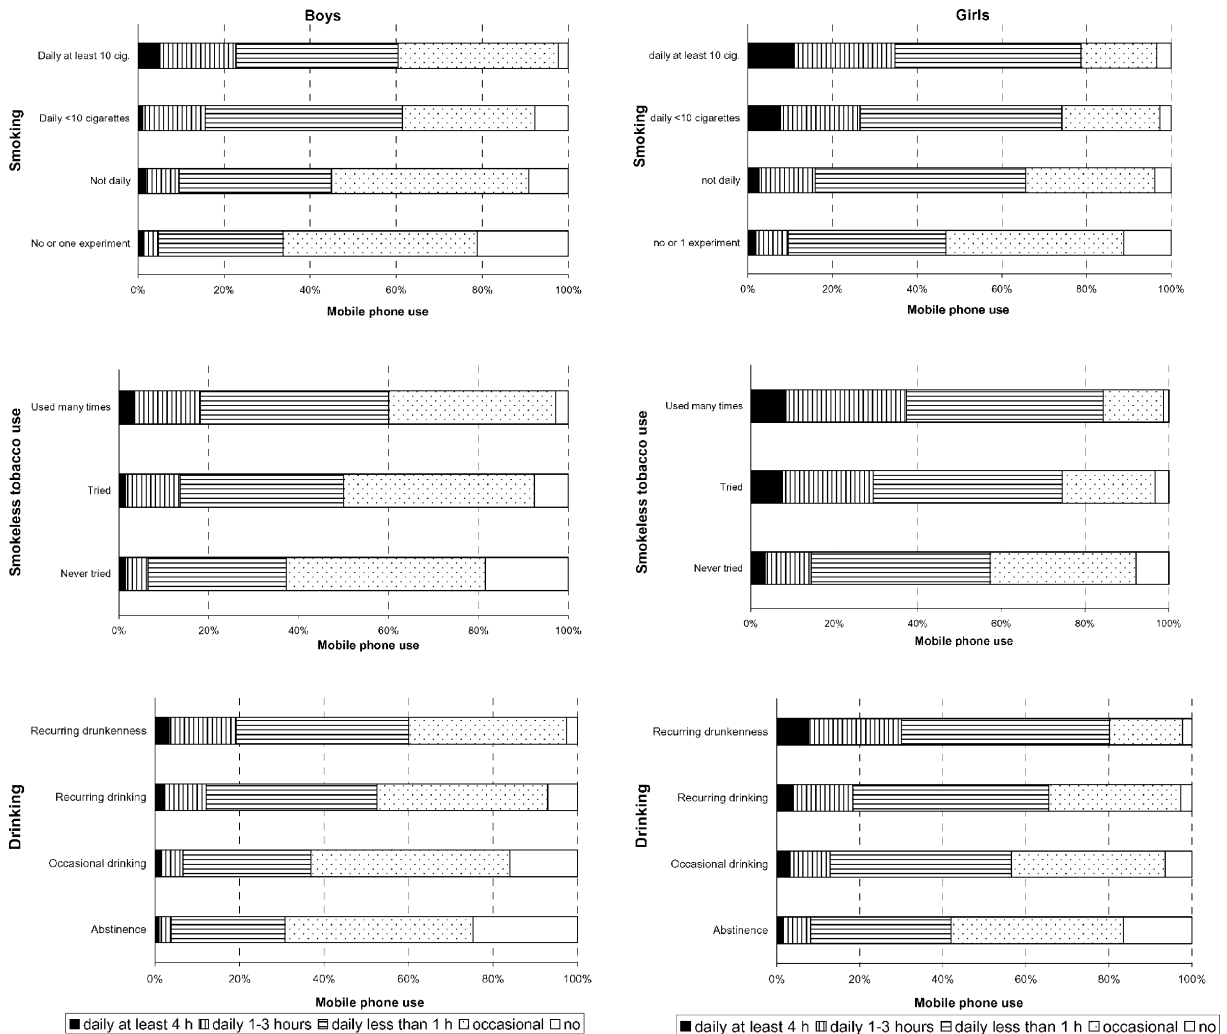 Boys
Smoking
Daily at least 10 cig.
Daily <10 cigarettes
Not daily
No or one experiment
0% 20% 40% 60% 80% 100%
Mobile phone use
Girls
Smoking
daily at least 10 cig.
daily <10 cigarettes
not daily
no or 1 experiment
0% 20% 40% 60% 80% 100%
Mobile phone use
Smokeless tobacco use
Used many times
Tried
Never tried
0% 20% 40% 60% 80% 100%
Mobile phone use
Smokeless tobacco use
Used many times
Tried
Never tried
0% 20% 40% 60% 80% 100%
Mobile phone use
Drinking
Recurring drunkenness
Recurring drinking
Occasional drinking
Abstinence
0% 20% 40% 60% 80% 100%
Mobile phone use
daily at least 4 h daily 1-3 hours daily less than 1 h occasional no
Drinking
Recurring drunkenness
Recurring drinking
Occasional drinking
Abstinence
0% 20% 40% 60% 80% 100%
Mobile phone use
daily at least 4 h daily 1-3 hours daily less than 1 h occasional no